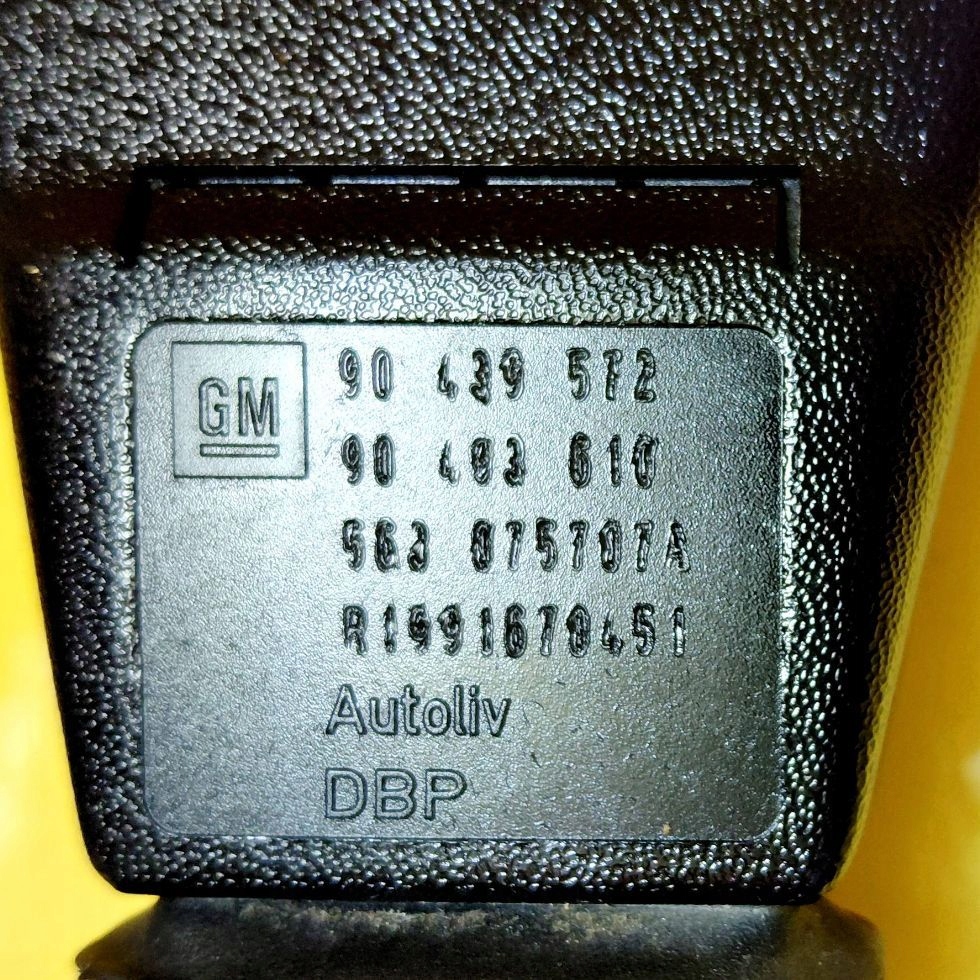 GM
90 439 572
90 493 610
563 075707A
R1991670451
Autoliv
DBP